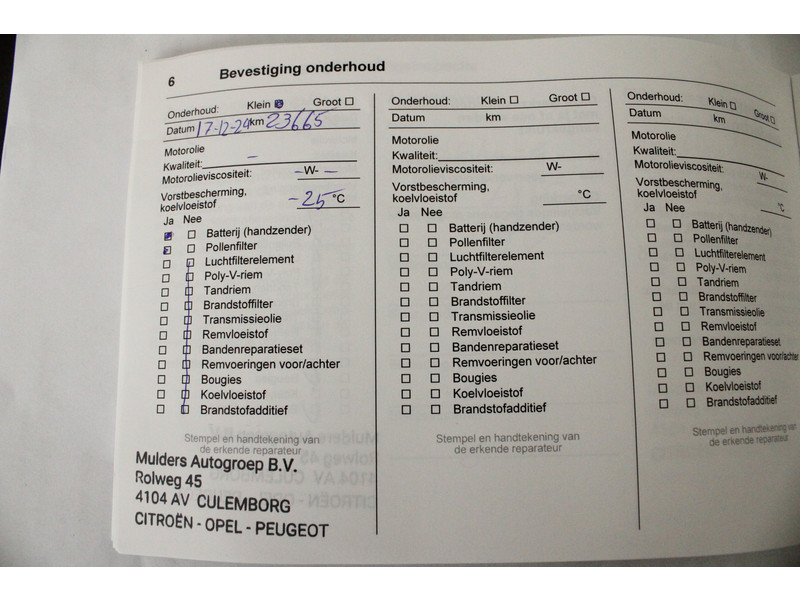 6 Bevestiging onderhoud
Onderhoud: Klein Groot
Datum 17-12-24 km 23665
Motorolie
Kwaliteit: –
Motorolieviscositeit: – W- –
Vorstbescherming,
koelvloeistof -25 °C
Ja Nee
Batterij (handzender)
Pollenfilter
Luchtfilterelement
Poly-V-riem
Tandriem
Brandstoffilter
Transmissieolie
Remvloeistof
Bandenreparatieset
Remvoeringen voor/achter
Bougies
Koelvloeistof
Brandstofadditief
Stempel en handtekening van
de erkende reparateur
Mulders Autogroep B.V.
Rolweg 45
4104 AV CULEMBORG
CITROËN - OPEL - PEUGEOT
Onderhoud: Klein Groot
Datum km
Motorolie
Kwaliteit:
Motorolieviscositeit: W-
Vorstbescherming,
koelvloeistof °C
Ja Nee
Batterij (handzender)
Pollenfilter
Luchtfilterelement
Poly-V-riem
Tandriem
Brandstoffilter
Transmissieolie
Remvloeistof
Bandenreparatieset
Remvoeringen voor/achter
Bougies
Koelvloeistof
Brandstofadditief
Stempel en handtekening van
de erkende reparateur
Onderhoud: Klein Groot
Datum km
Motorolie
Kwaliteit:
Motorolieviscositeit: W-
Vorstbescherming,
koelvloeistof °C
Ja Nee
Batterij (handzender)
Pollenfilter
Luchtfilterelement
Poly-V-riem
Tandriem
Brandstoffilter
Transmissieolie
Remvloeistof
Bandenreparatieset
Remvoeringen voor/achter
Bougies
Koelvloeistof
Brandstofadditief
Stempel en handtekening van
de erkende reparateur